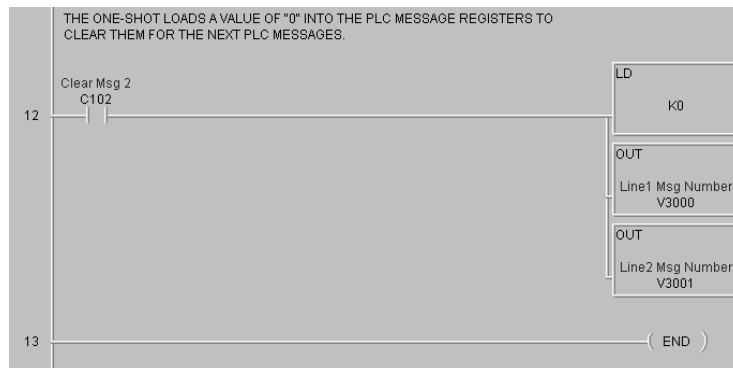 THE ONE-SHOT LOADS A VALUE OF "0" INTO THE PLC MESSAGE REGISTERS TO
CLEAR THEM FOR THE NEXT PLC MESSAGES.
Clear Msg 2
C102
12
LD
K0
OUT
Line1 Msg Number
V3000
OUT
Line2 Msg Number
V3001
13
END